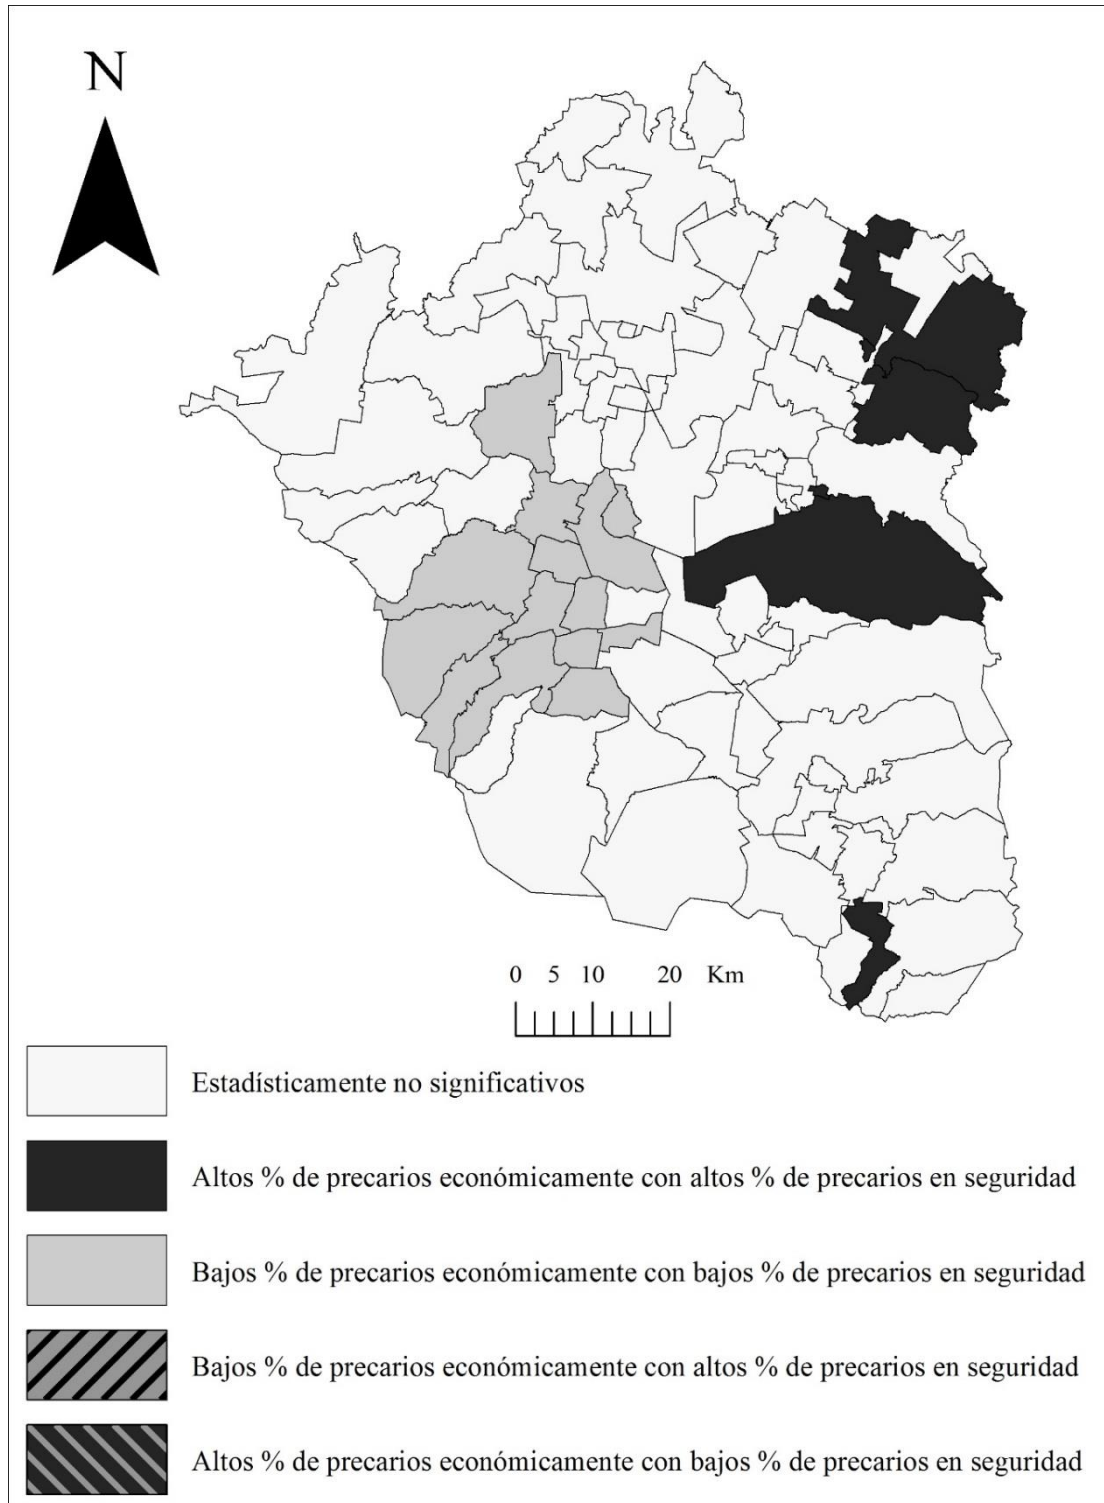 N
0 5 10 20 Km
Estadísticamente no significativos
Altos % de precarios económicamente con altos % de precarios en seguridad
Bajos % de precarios económicamente con bajos % de precarios en seguridad
Bajos % de precarios económicamente con altos % de precarios en seguridad
Altos % de precarios económicamente con bajos % de precarios en seguridad